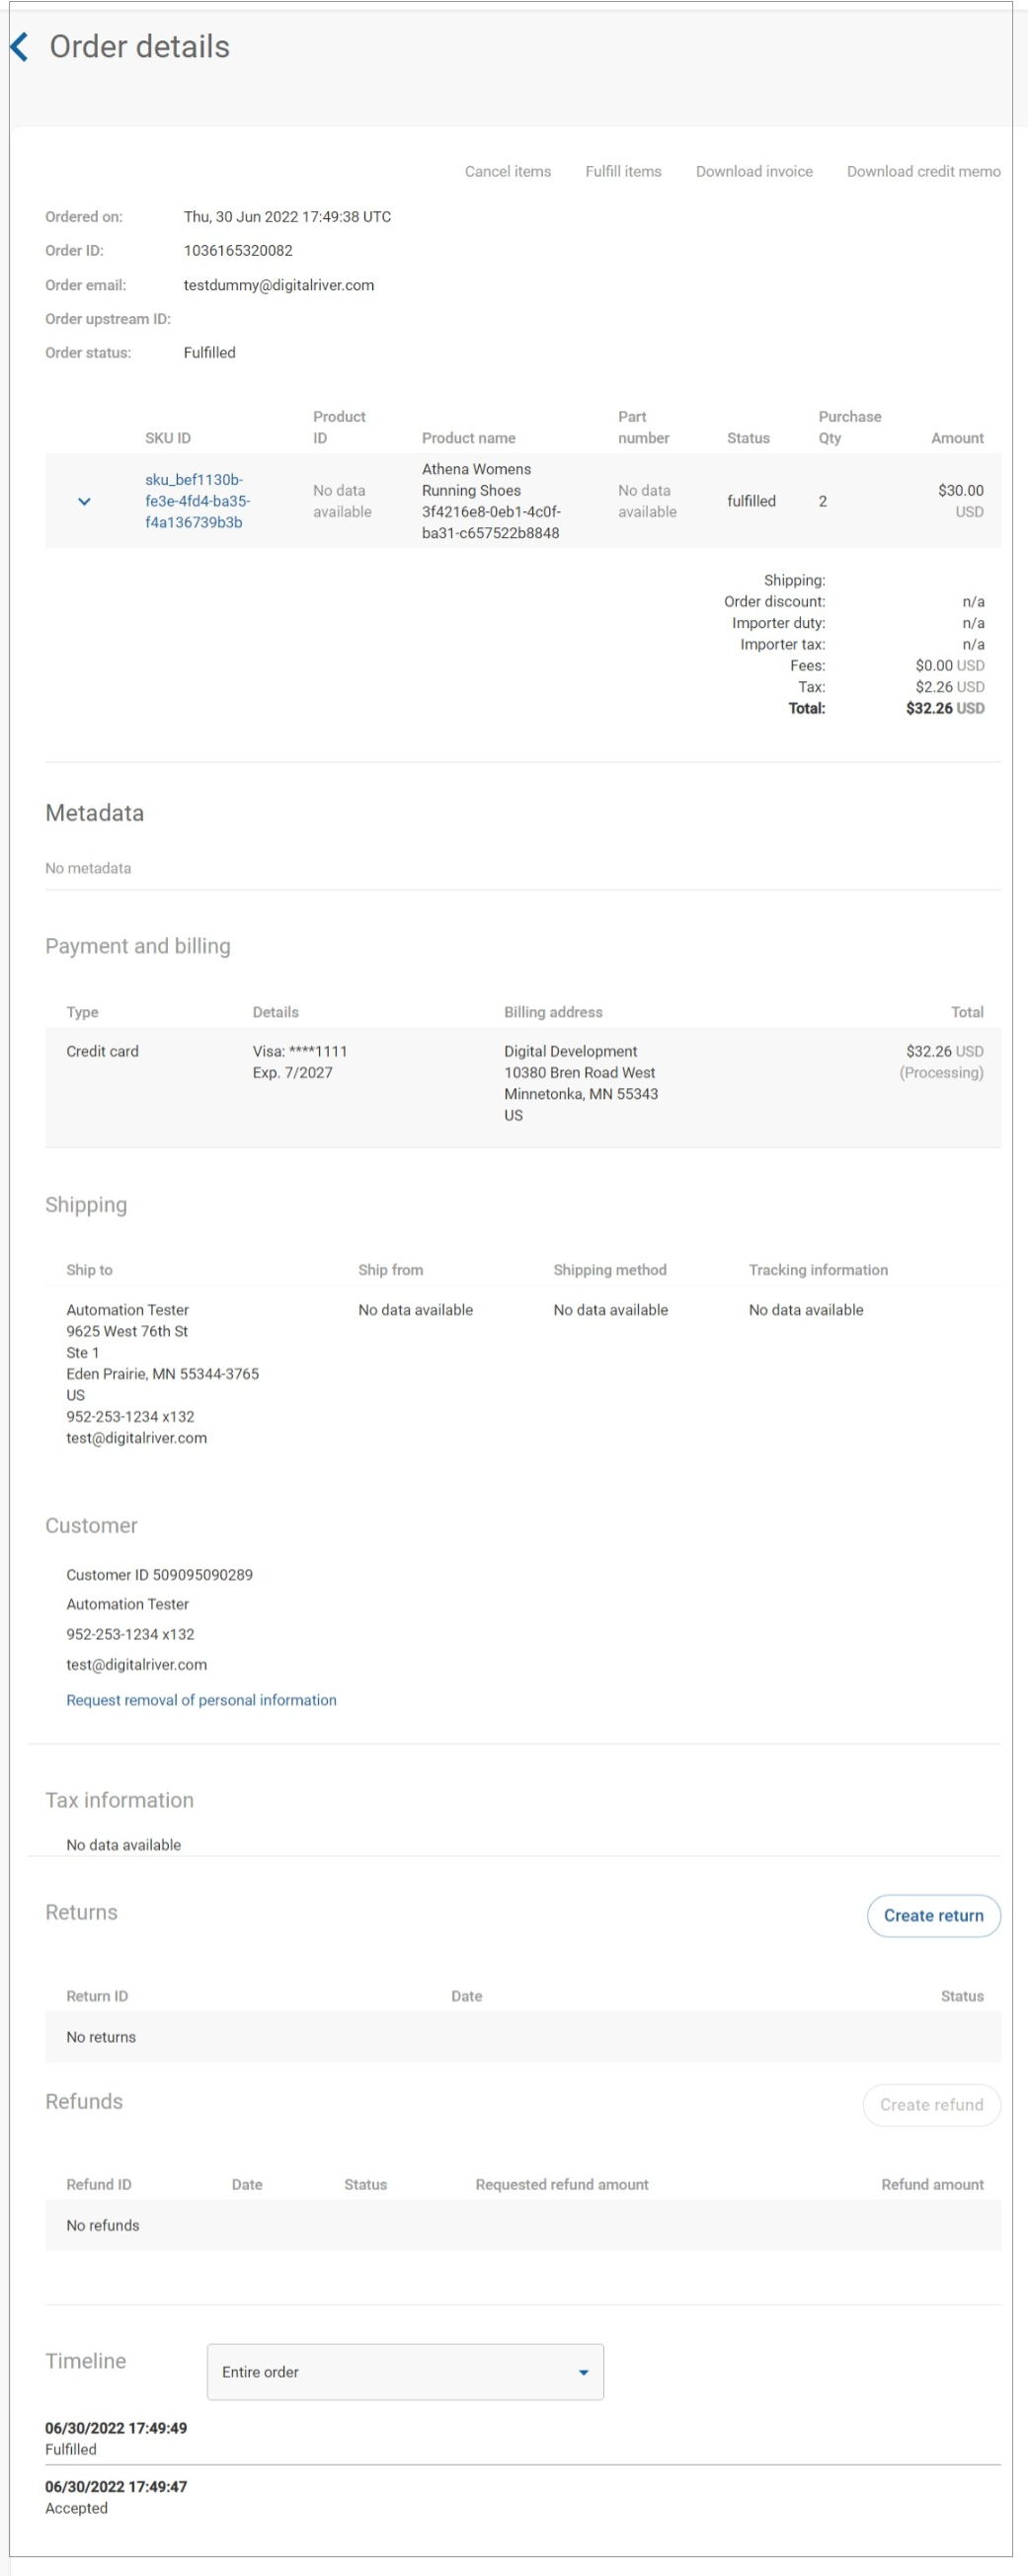 Order details
Cancel items Fulfill items Download invoice Download credit memo
Ordered on: Thu, 30 Jun 2022 17:49:38 UTC
Order ID: 1036165320082
Order email: testdummy@digitalriver.com
Order upstream ID:
Order status: Fulfilled
Product Part Purchase
SKU ID ID Product name number Status Qty Amount
Athena Womens
sku_bef1130b- No data Running Shoes No data $30.00
fe3e-4fd4-ba35- available 3f4216e8-0eb1-4c0f- available fulfilled 2 USD
f4a136739b3b ba31-c657522b8848
Shipping:
Order discount: n/a
Importer duty: n/a
Importer tax: n/a
Fees: $0.00 USD
Tax: $2.26 USD
Total: $32.26 USD
Metadata
No metadata
Payment and billing
Type Details Billing address Total
Credit card Visa: ****1111 Digital Development $32.26 USD
Exp. 7/2027 10380 Bren Road West (Processing)
Minnetonka, MN 55343
US
Shipping
Ship to Ship from Shipping method Tracking information
Automation Tester No data available No data available No data available
9625 West 76th St
Ste 1
Eden Prairie, MN 55344-3765
US
952-253-1234 x132
test@digitalriver.com
Customer
Customer ID 509095090289
Automation Tester
952-253-1234 x132
test@digitalriver.com
Request removal of personal information
Tax information
No data available
Returns Create return
Return ID Date Status
No returns
Refunds Create refund
Refund ID Date Status Requested refund amount Refund amount
No refunds
Timeline Entire order
06/30/2022 17:49:49
Fulfilled
06/30/2022 17:49:47
Accepted